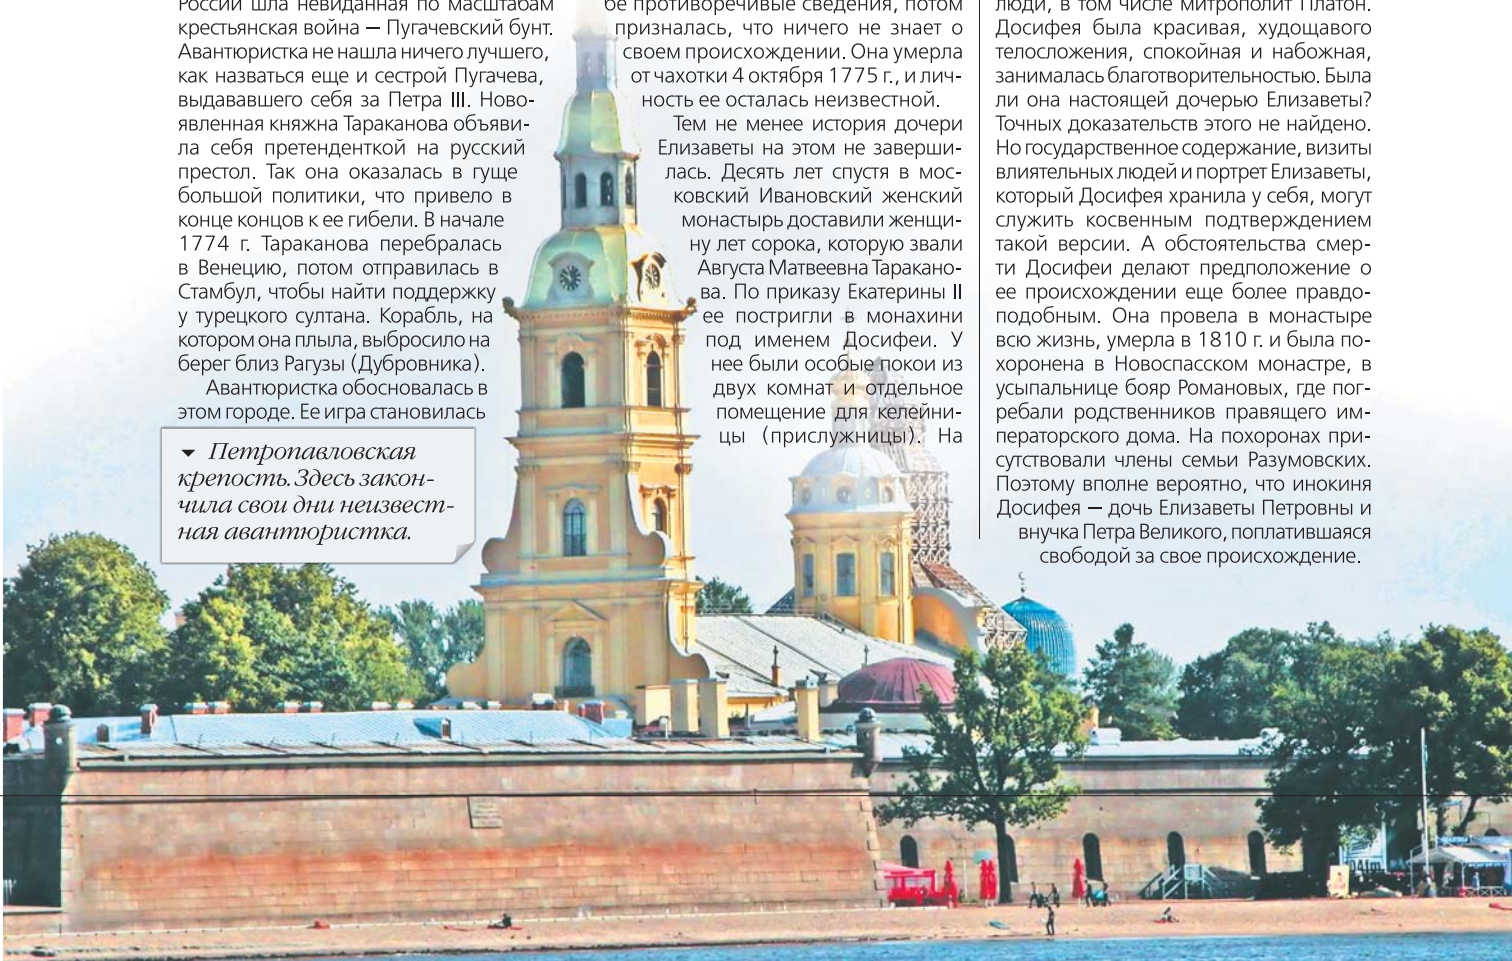 России шла невиданная по масштабам
крестьянская война — Пугачевский бунт.
Авантюристка не нашла ничего лучшего,
как назваться еще и сестрой Пугачева,
выдававшего себя за Петра III. Ново-
явленная княжна Тараканова объяви-
ла себя претенденткой на русский
престол. Так она оказалась в гуще
большой политики, что привело в
конце концов к ее гибели. В начале
1774 г. Тараканова перебралась
в Венецию, потом отправилась в
Стамбул, чтобы найти поддержку
у турецкого султана. Корабль, на
котором она плыла, выбросило на
берег близ Рагузы (Дубровника).
Авантюристка обосновалась в
этом городе. Ее игра становилась
▼ Петропавловская
крепость. Здесь закон-
чила свои дни неизвест-
ная авантюристка.
бе противоречивые сведения, потом
призналась, что ничего не знает о
своем происхождении. Она умерла
от чахотки 4 октября 1775 г., и лич-
ность ее осталась неизвестной.
Тем не менее история дочери
Елизаветы на этом не заверши-
лась. Десять лет спустя в мос-
ковский Ивановский женский
монастырь доставили женщи-
ну лет сорока, которую звали
Августа Матвеевна Таракано-
ва. По приказу Екатерины II
ее постригли в монахини
под именем Досифеи. У
нее были особые покои из
двух комнат и отдельное
помещение для келейни-
цы (прислужницы). На
люди, в том числе митрополит Платон.
Досифея была красивая, худощавого
телосложения, спокойная и набожная,
занималась благотворительностью. Была
ли она настоящей дочерью Елизаветы?
Точных доказательств этого не найдено.
Но государственное содержание, визиты
влиятельных людей и портрет Елизаветы,
который Досифея хранила у себя, могут
служить косвенным подтверждением
такой версии. А обстоятельства смер-
ти Досифеи делают предположение о
ее происхождении еще более правдо-
подобным. Она провела в монастыре
всю жизнь, умерла в 1810 г. и была по-
хоронена в Новоспасском монастре, в
усыпальнице бояр Романовых, где пог-
ребали родственников правящего им-
ператорского дома. На похоронах при-
сутствовали члены семьи Разумовских.
Поэтому вполне вероятно, что инокиня
Досифея — дочь Елизаветы Петровны и
внучка Петра Великого, поплатившаяся
свободой за свое происхождение.